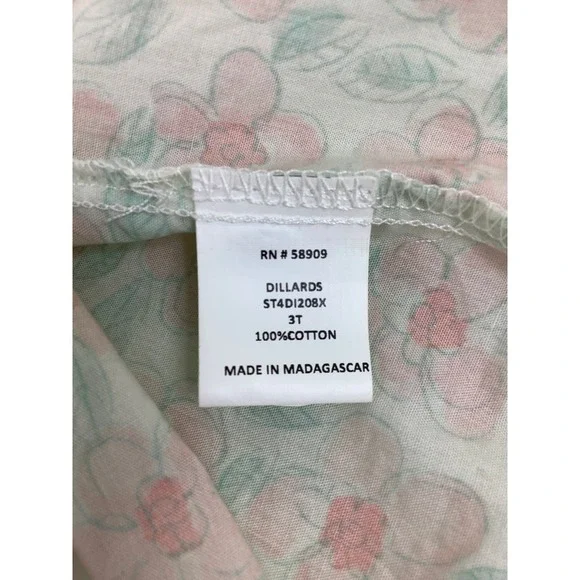 RN # 58909
DILLARDS
ST4DI208X
3T
100%COTTON
MADE IN MADAGASCAR